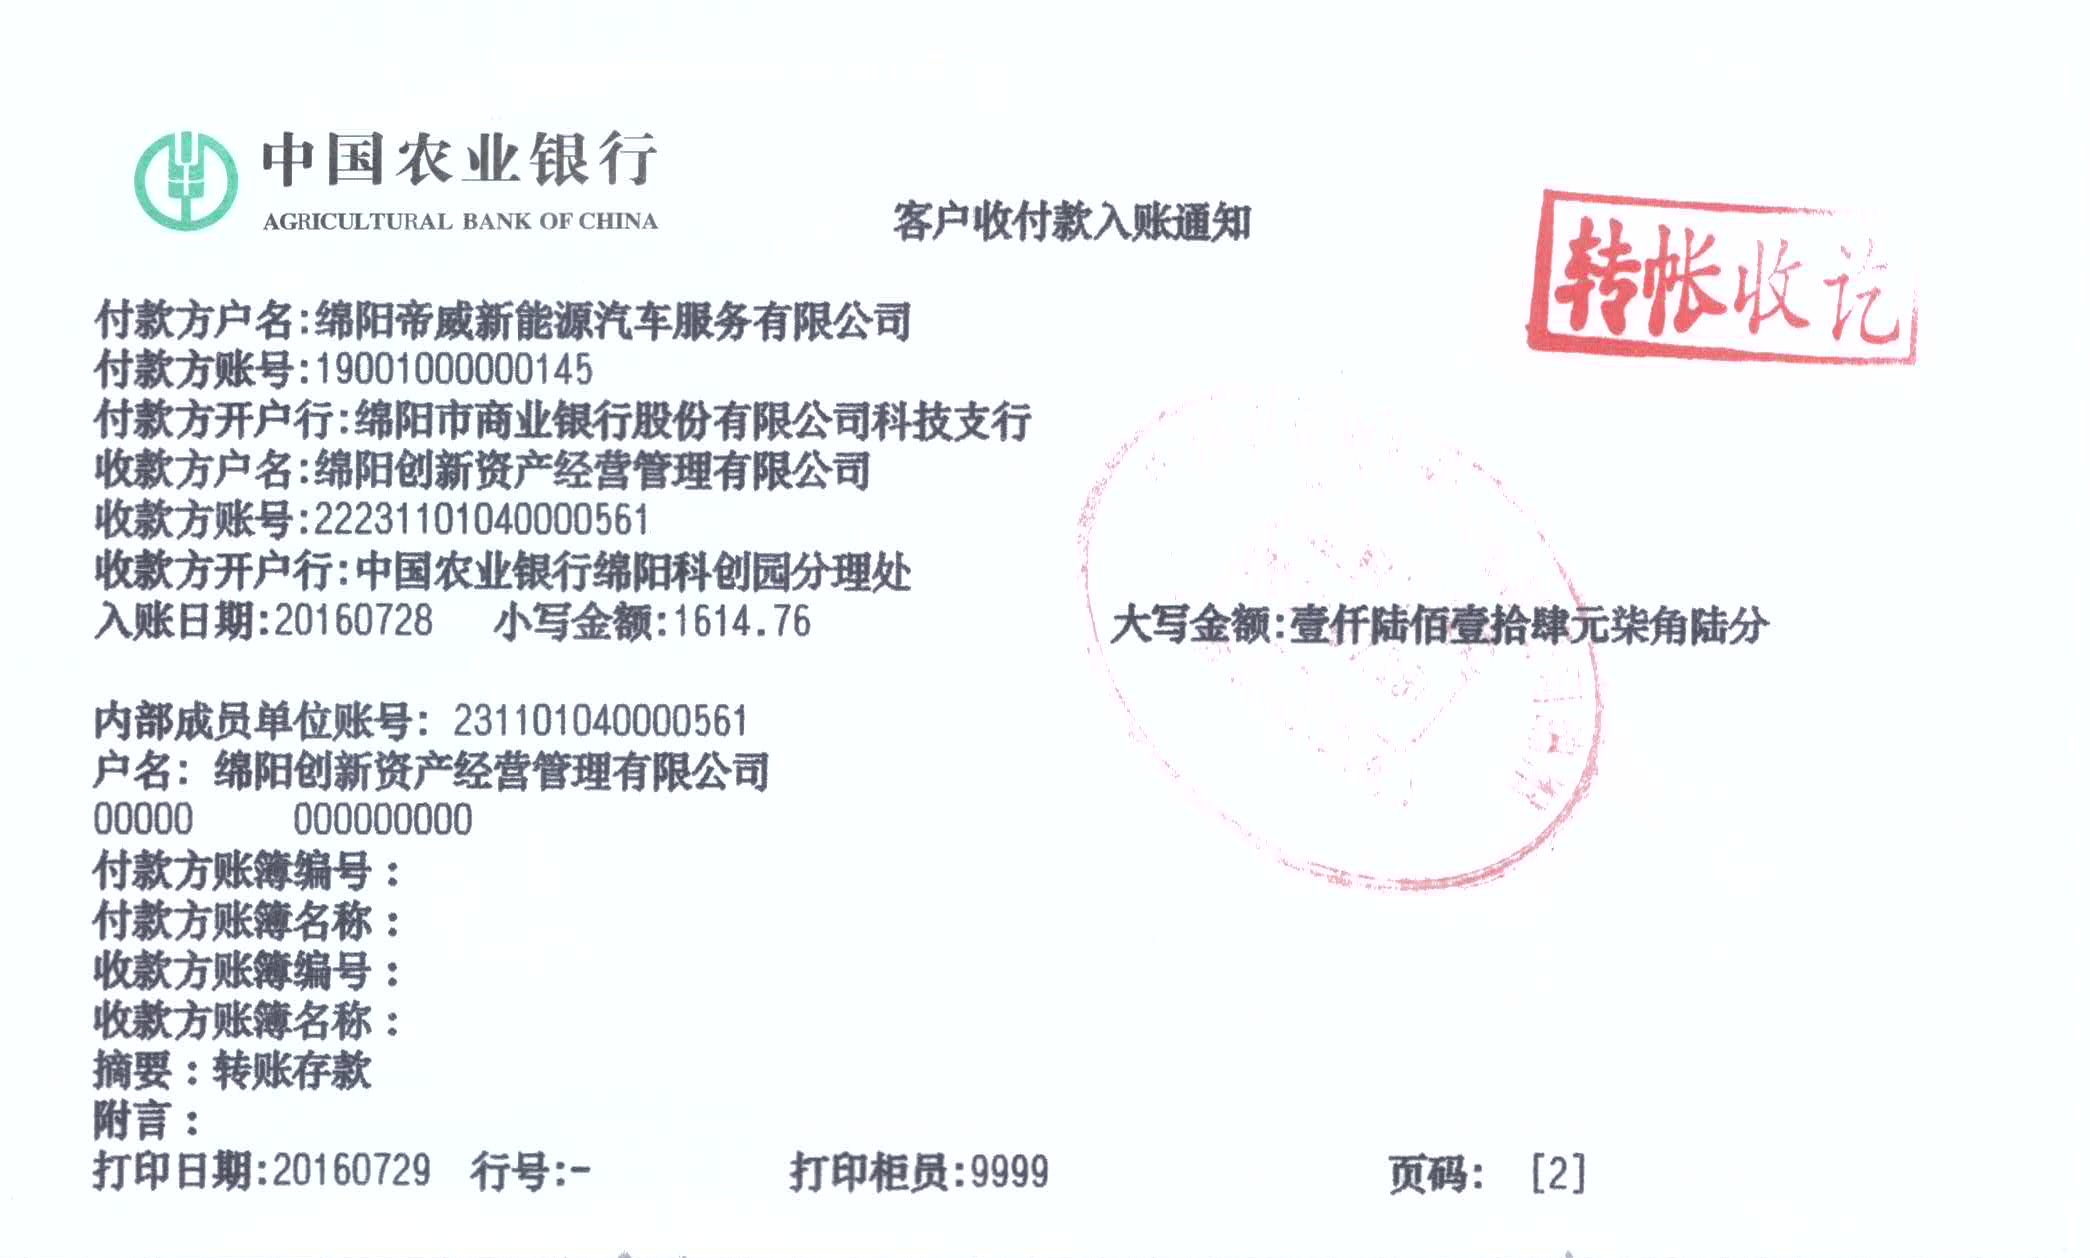 中国农业银行
AGRICULTURAL BANK OF CHINA
客户收付款入账通知
转帐收讫
付款方户名:绵阳帝威新能源汽车服务有限公司
付款方账号:19001000000145
付款方开户行:绵阳市商业银行股份有限公司科技支行
收款方户名:绵阳创新资产经营管理有限公司
收款方账号:22231101040000561
收款方开户行:中国农业银行绵阳科创园分理处
入账日期:20160728 小写金额:1614.76 大写金额:壹仟陆佰壹拾肆元柒角陆分
内部成员单位账号: 231101040000561
户名: 绵阳创新资产经营管理有限公司
00000 000000000
付款方账簿编号:
付款方账簿名称:
收款方账簿编号:
收款方账簿名称:
摘要:转账存款
附言:
打印日期:20160729 行号:- 打印柜员:9999 页码: [2]